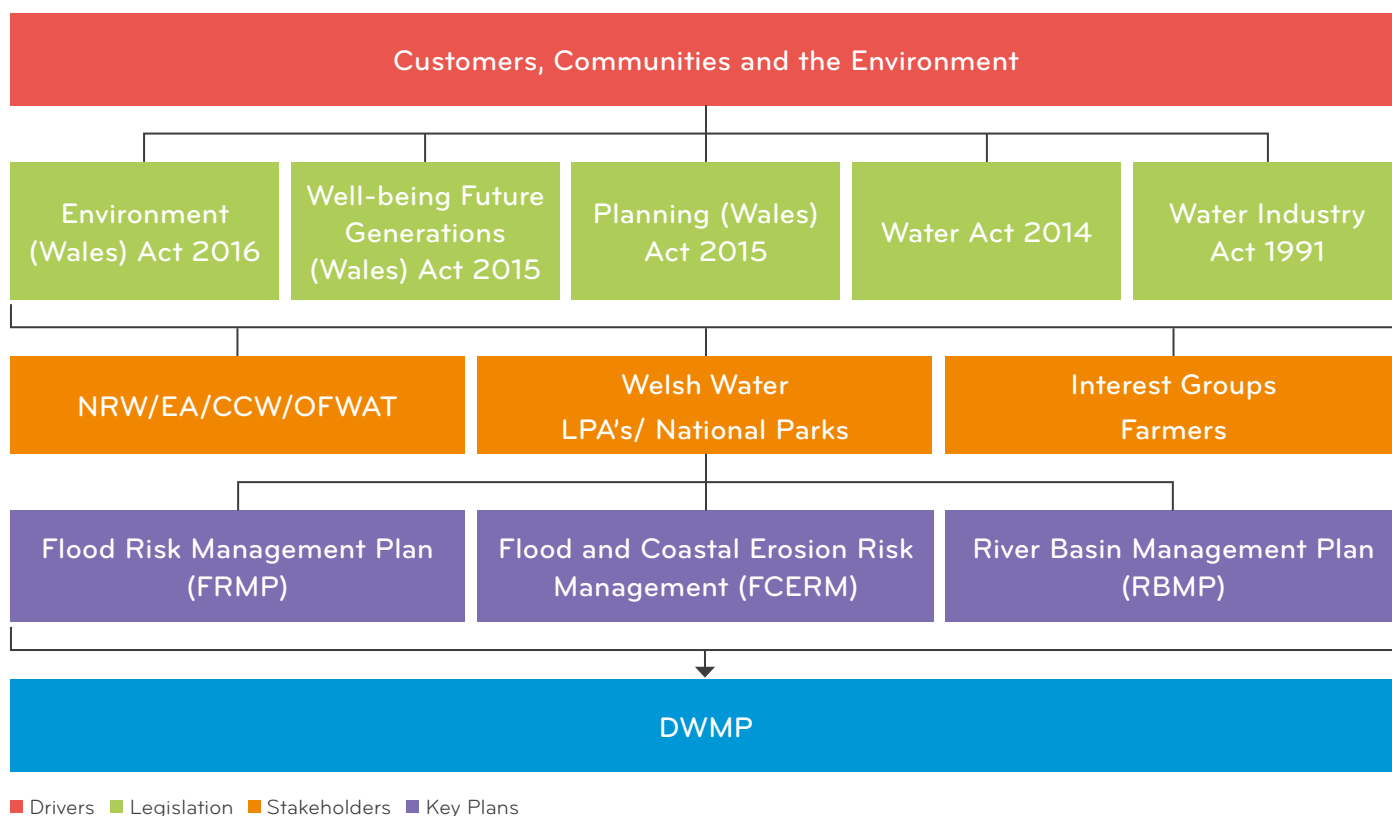 Customers, Communities and the Environment
Environment
(Wales) Act 2016
Well-being Future
Generations
(Wales) Act 2015
Planning (Wales)
Act 2015
Water Act 2014
Water Industry
Act 1991
NRW/EA/CCW/OFWAT
Welsh Water
LPA's/ National Parks
Interest Groups
Farmers
Flood Risk Management Plan
(FRMP)
Flood and Coastal Erosion Risk
Management (FCERM)
River Basin Management Plan
(RBMP)
DWMP
Drivers Legislation Stakeholders Key Plans